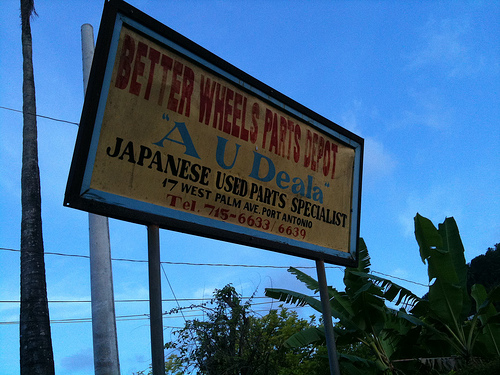 BETTER WHEELS PARTS DEPOT
"A U Deala"
JAPANESE USED PARTS SPECIALIST
17 WEST PALM AVE. PORT ANTONIO
Tel. 715-6633/6639